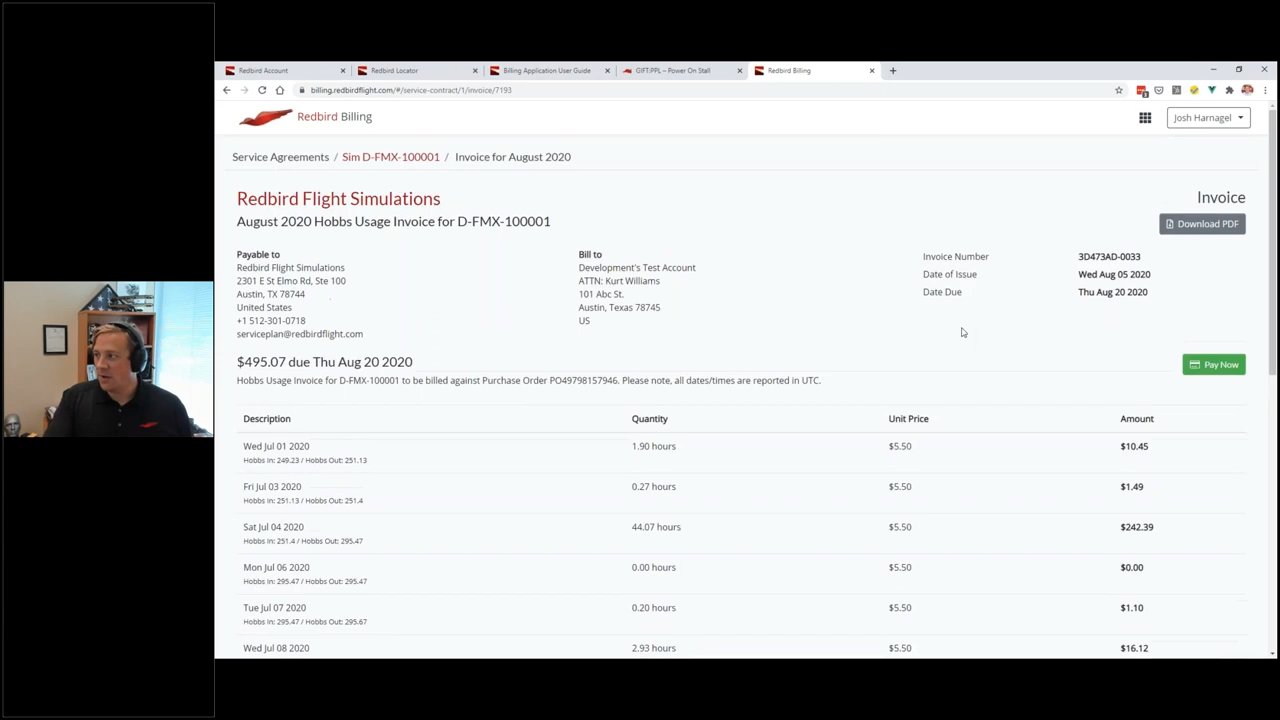 Redbird Account
Redbird Locator
Billing Application User Guide
GIFT:PPL – Power On Stall
Redbird Billing
billing.redbirdflight.com/#/service-contract/1/invoice/7193
Redbird Billing
Josh Harnagel
Service Agreements / Sim D-FMX-100001 / Invoice for August 2020
Redbird Flight Simulations
Invoice
August 2020 Hobbs Usage Invoice for D-FMX-100001
Download PDF
Payable to
Redbird Flight Simulations
2301 E St Elmo Rd, Ste 100
Austin, TX 78744
United States
+1 512-301-0718
serviceplan@redbirdflight.com
Bill to
Development's Test Account
ATTN: Kurt Williams
101 Abc St.
Austin, Texas 78745
US
Invoice Number 3D473AD-0033
Date of Issue Wed Aug 05 2020
Date Due Thu Aug 20 2020
$495.07 due Thu Aug 20 2020
Pay Now
Hobbs Usage Invoice for D-FMX-100001 to be billed against Purchase Order PO49798157946. Please note, all dates/times are reported in UTC.
Description Quantity Unit Price Amount
Wed Jul 01 2020 1.90 hours $5.50 $10.45
Hobbs In: 249.23 / Hobbs Out: 251.13
Fri Jul 03 2020 0.27 hours $5.50 $1.49
Hobbs In: 251.13 / Hobbs Out: 251.4
Sat Jul 04 2020 44.07 hours $5.50 $242.39
Hobbs In: 251.4 / Hobbs Out: 295.47
Mon Jul 06 2020 0.00 hours $5.50 $0.00
Hobbs In: 295.47 / Hobbs Out: 295.47
Tue Jul 07 2020 0.20 hours $5.50 $1.10
Hobbs In: 295.47 / Hobbs Out: 295.67
Wed Jul 08 2020 2.93 hours $5.50 $16.12